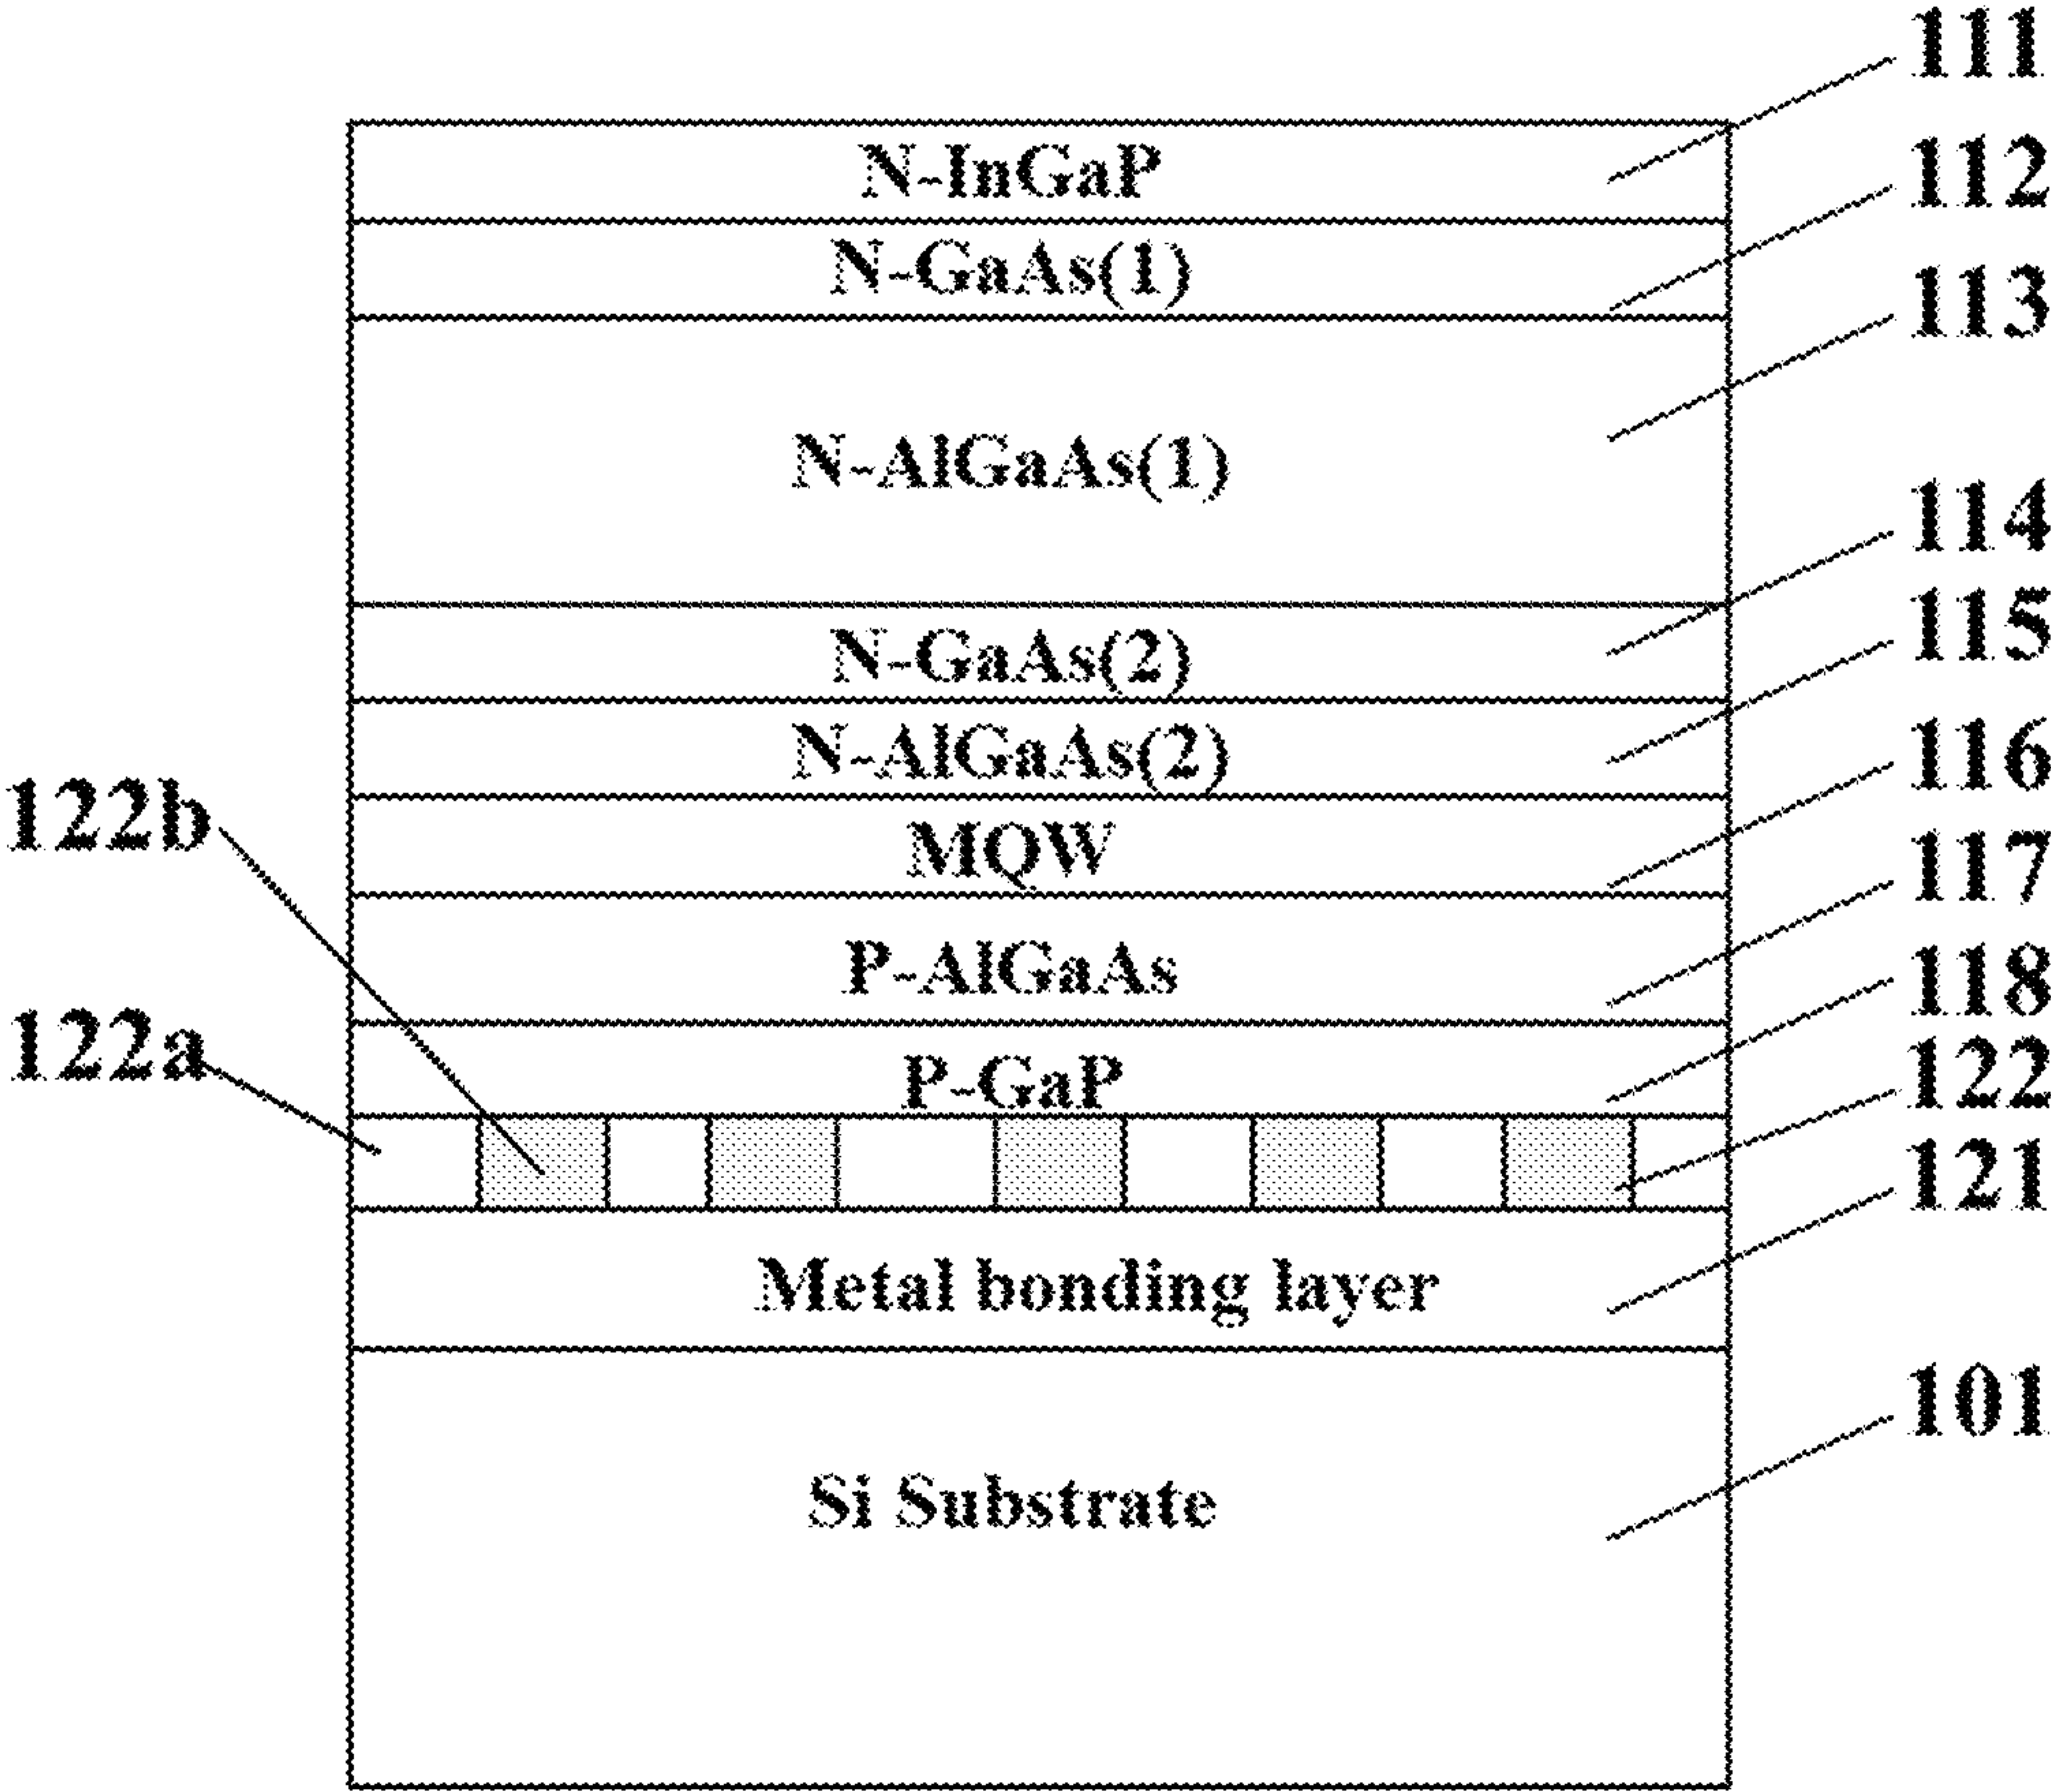 111
N-InGaP
112
N-GaAs(1)
113
N-AlGaAs(1)
114
N-GaAs(2)
115
N-AlGaAs(2)
116
122b
MQW
117
P-AlGaAs
118
122a
P-GaP
122
121
Metal bonding layer
101
Si Substrate